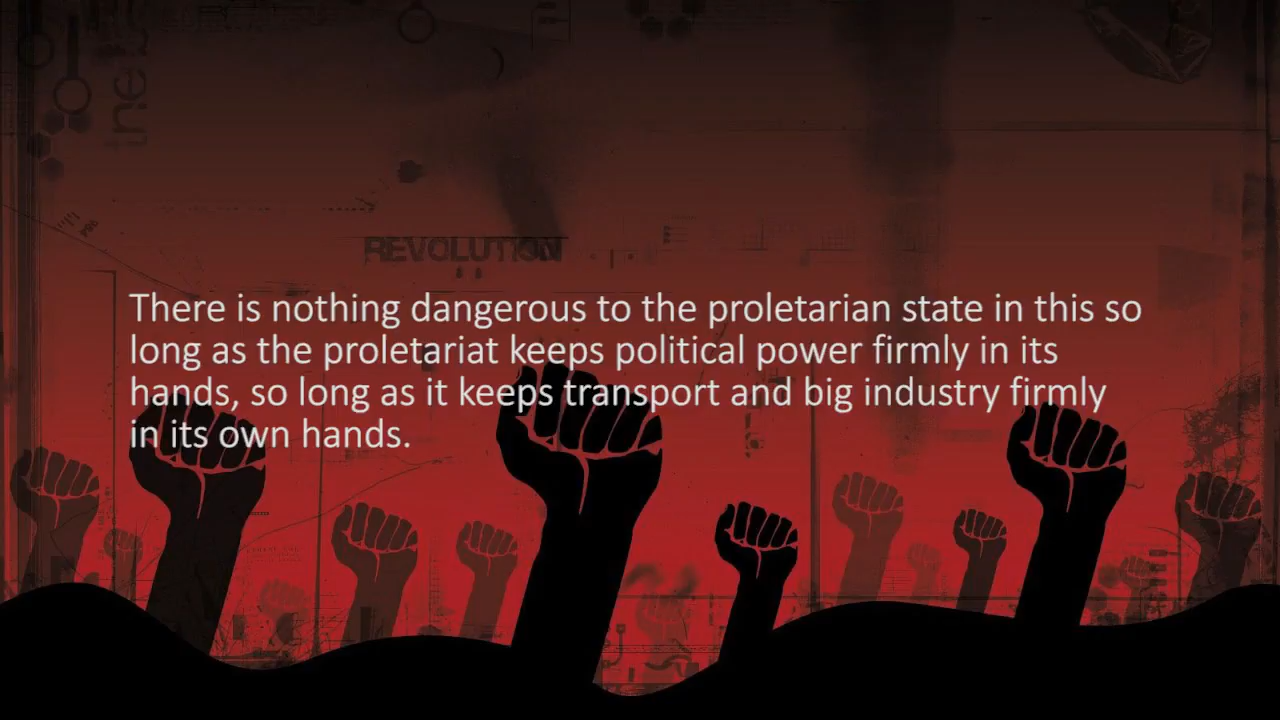 REVOLUTION
There is nothing dangerous to the proletarian state in this so
long as the proletariat keeps political power firmly in its
hands, so long as it keeps transport and big industry firmly
in its own hands.